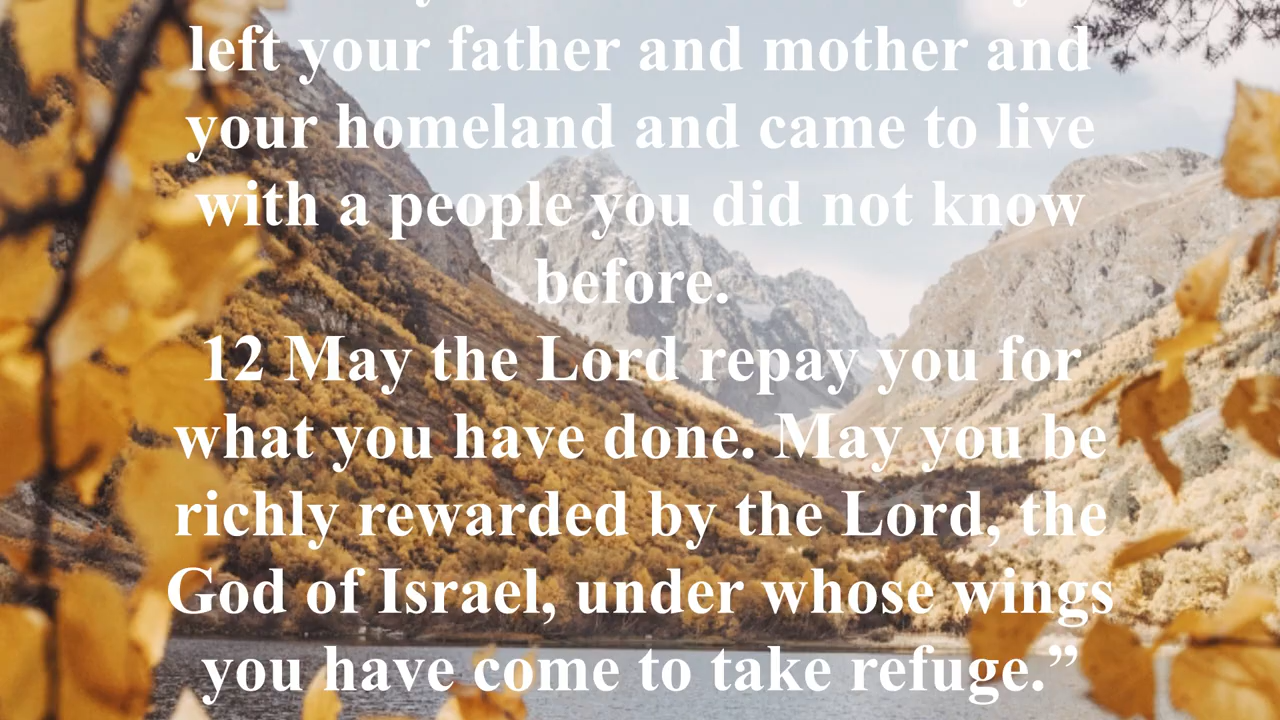 left your father and mother and
your homeland and came to live
with a people you did not know
before.
12 May the Lord repay you for
what you have done. May you be
richly rewarded by the Lord, the
God of Israel, under whose wings
you have come to take refuge.”